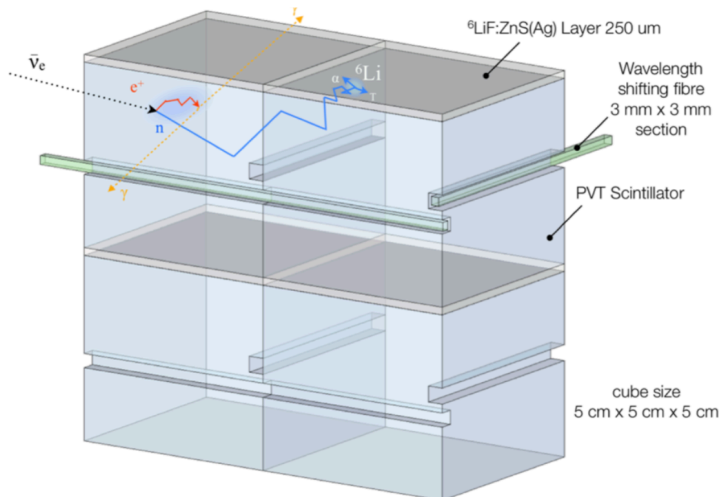 ⁶LiF:ZnS(Ag) Layer 250 um
Wavelength
shifting fibre
3 mm x 3 mm
section
PVT Scintillator
cube size
5 cm x 5 cm x 5 cm
ν̄ₑ
e⁺
n
γ
γ
⁶Li
α
τ